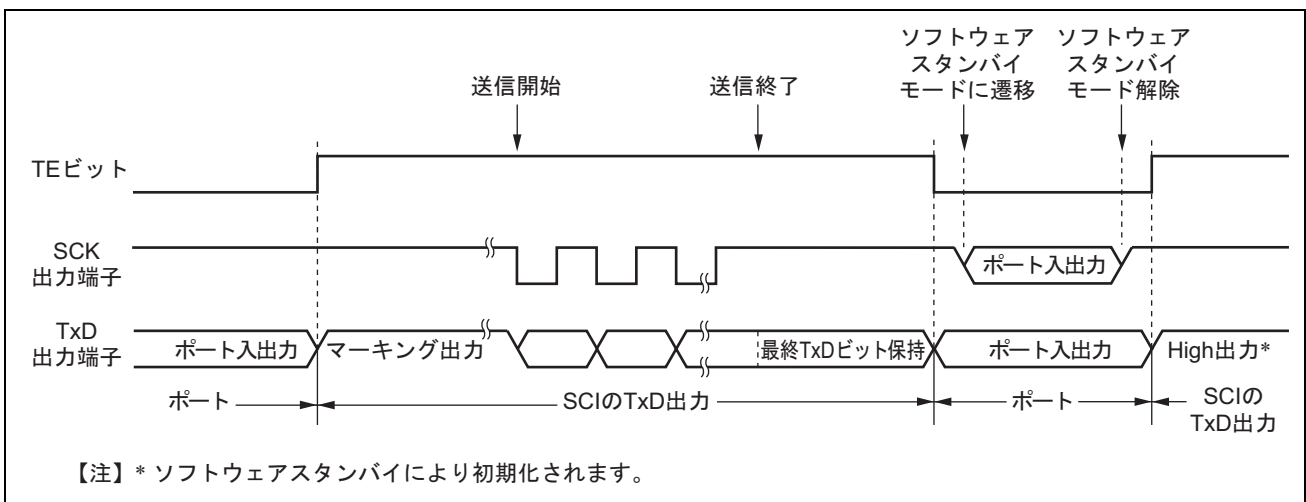 ソフトウェア
スタンバイ
モードに遷移
ソフトウェア
スタンバイ
モード解除
送信開始
送信終了
TEビット
SCK
出力端子
ポート入出力
TxD
出力端子
ポート入出力
マーキング出力
最終TxDビット保持
ポート入出力
High出力*
ポート
SCIのTxD出力
ポート
SCIの
TxD出力
【注】* ソフトウェアスタンバイにより初期化されます。